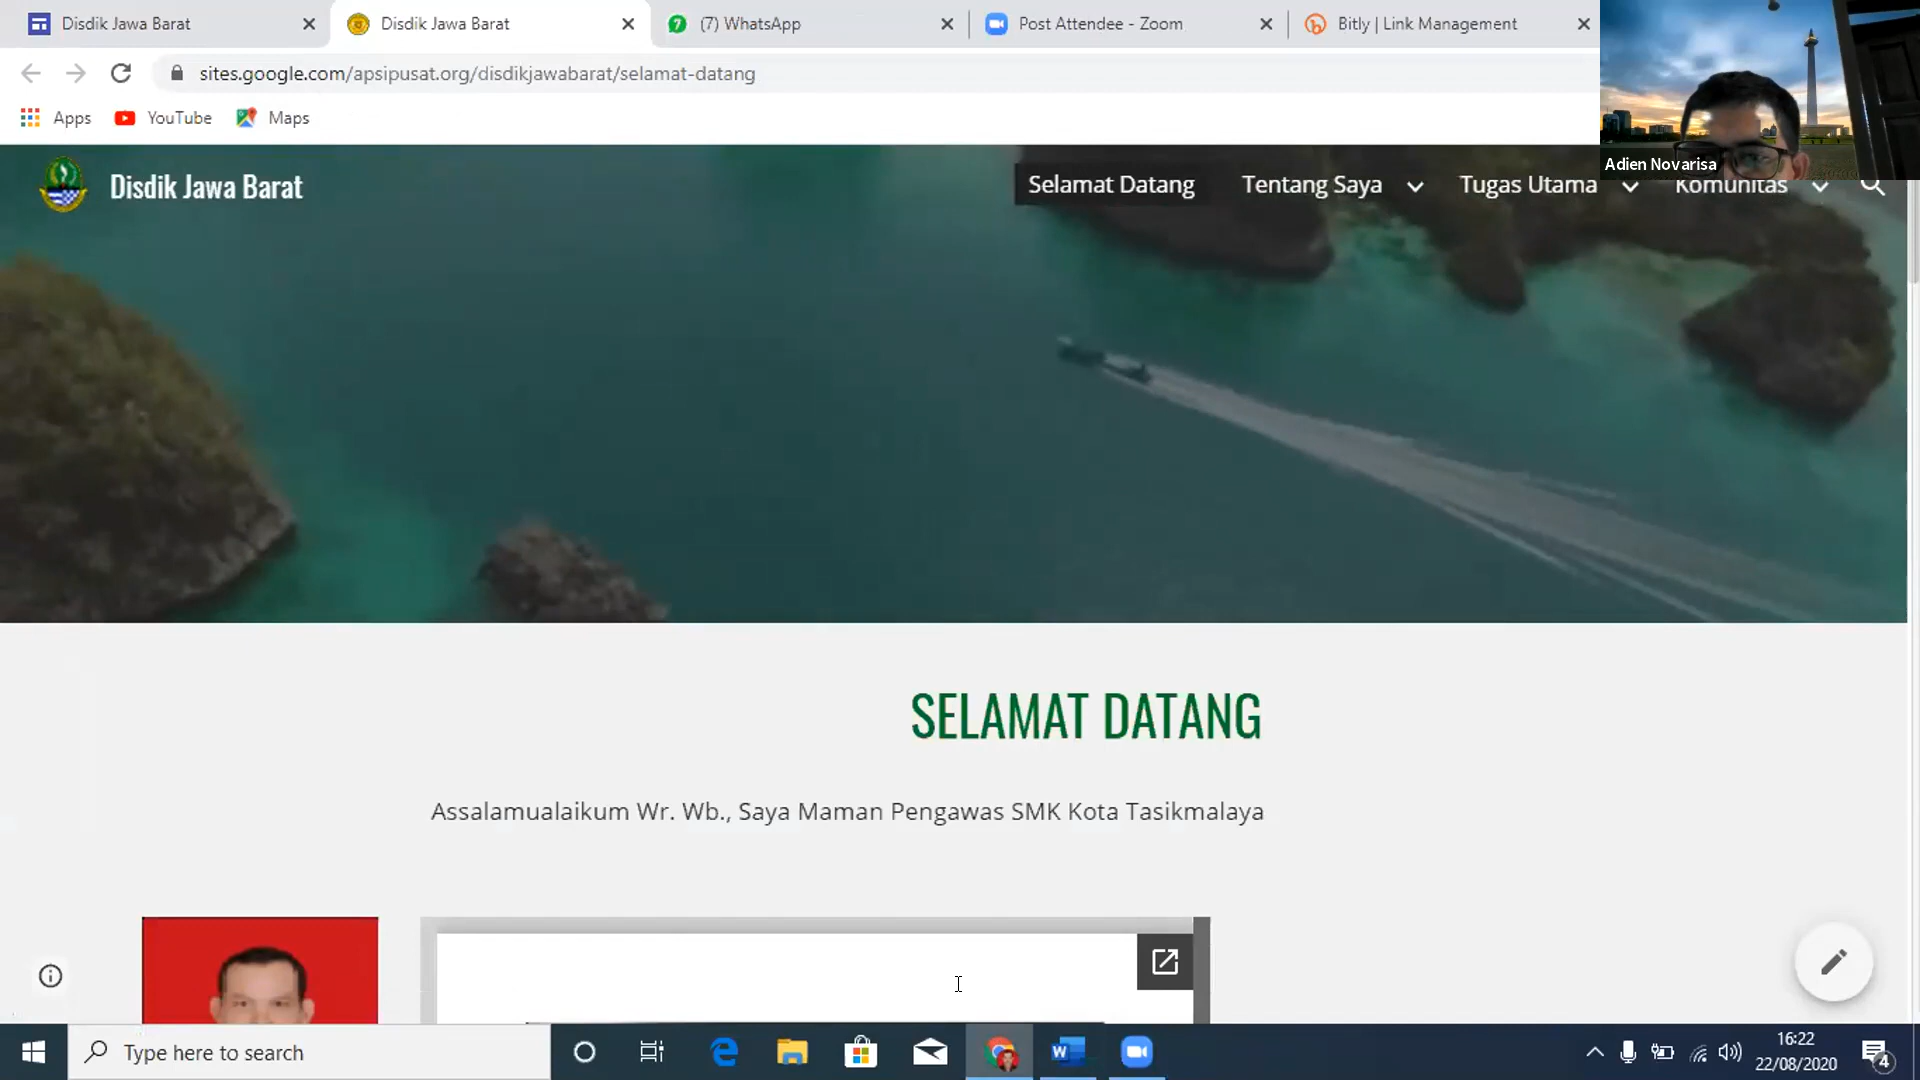 Disdik Jawa Barat
Disdik Jawa Barat
(7) WhatsApp
Post Attendee - Zoom
Bitly | Link Management
sites.google.com/apsipusat.org/disdikjawabarat/selamat-datang
Apps
YouTube
Maps
Adien Novarisa
Disdik Jawa Barat
Selamat Datang
Tentang Saya
Tugas Utama
Komunitas
SELAMAT DATANG
Assalamualaikum Wr. Wb., Saya Maman Pengawas SMK Kota Tasikmalaya
Type here to search
16:22
22/08/2020
4